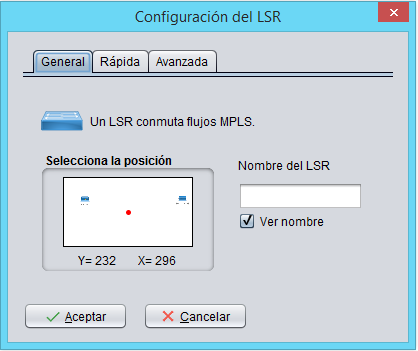 Configuración del LSR
General Rápida Avanzada
Un LSR conmuta flujos MPLS.
Selecciona la posición
Y= 232 X= 296
Nombre del LSR
Ver nombre
Aceptar Cancelar